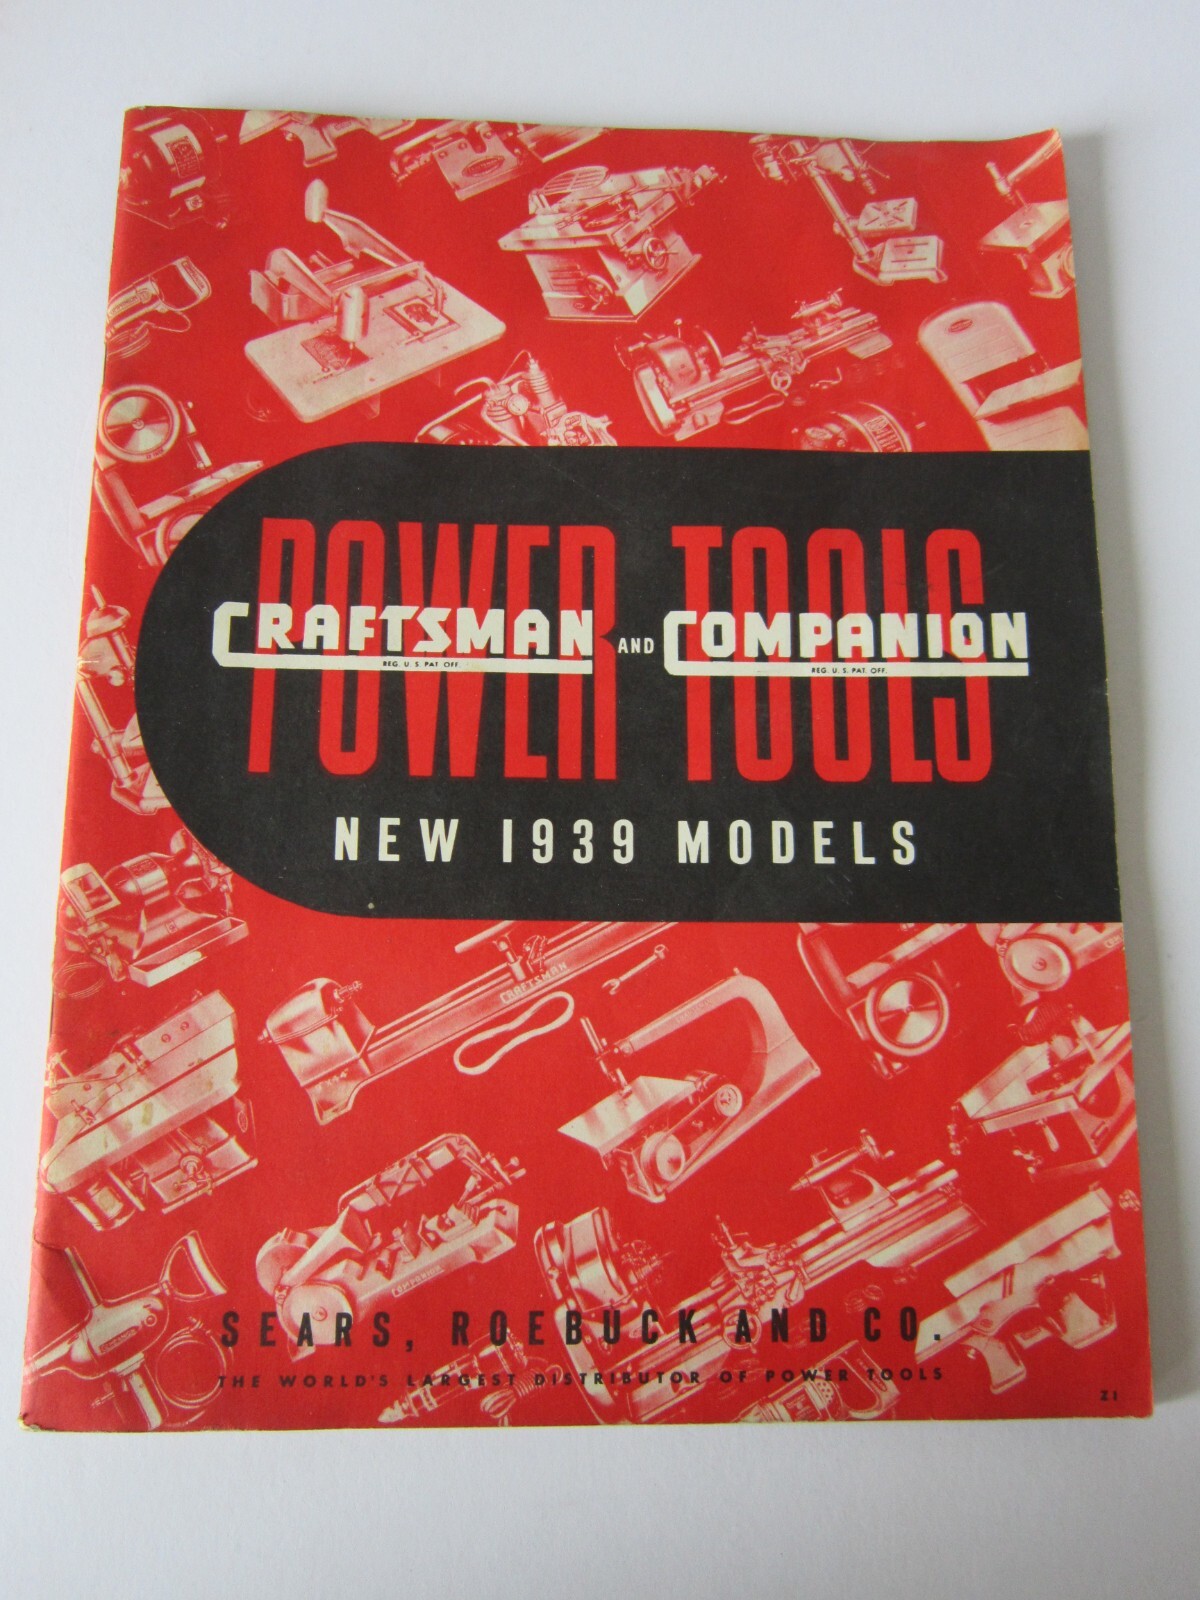 POWER TOOLS
CRAFTSMAN AND COMPANION
REG. U. S. PAT. OFF. REG. U. S. PAT. OFF.
NEW 1939 MODELS
CRAFTSMAN
COMPANION
SEARS, ROEBUCK AND CO.
THE WORLD'S LARGEST DISTRIBUTOR OF POWER TOOLS
Z1